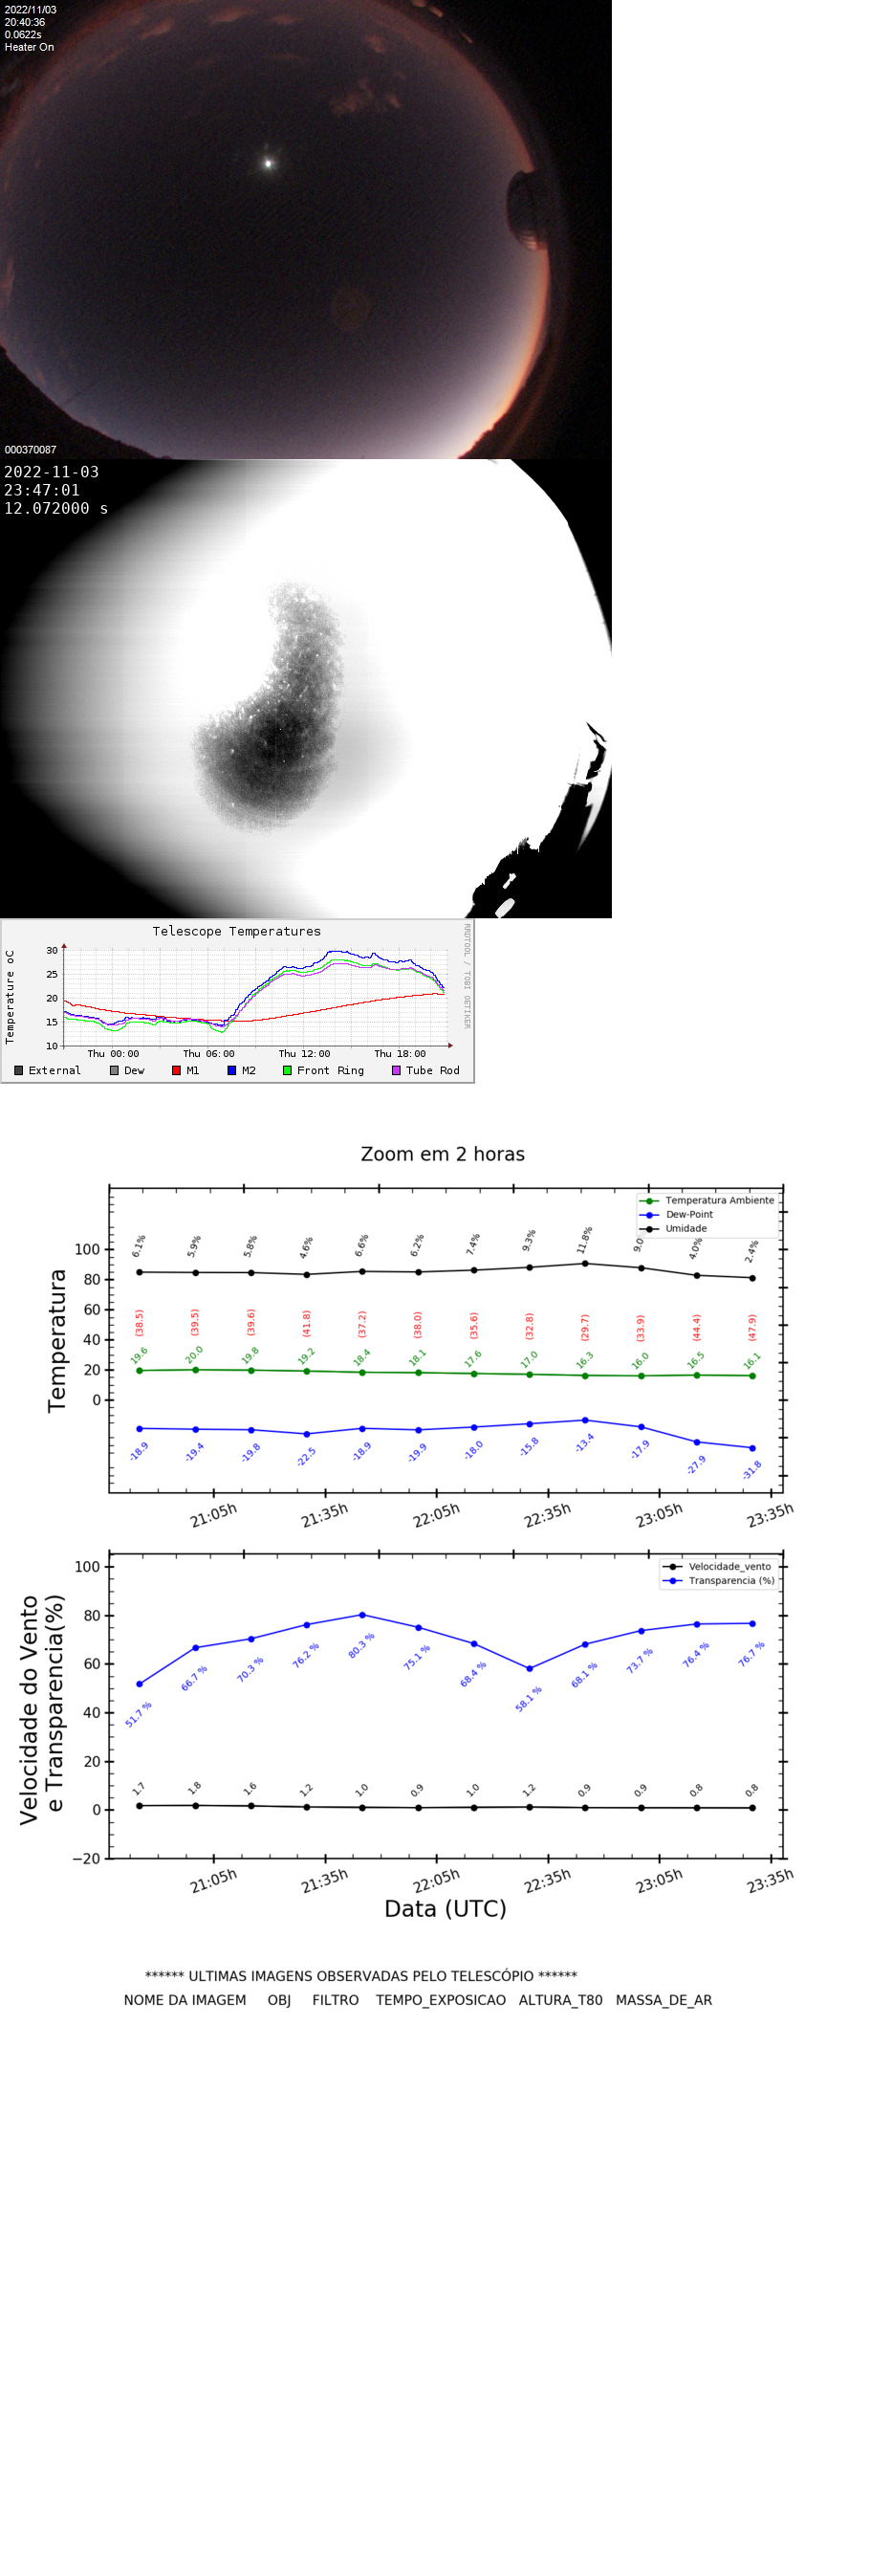 2022/11/03
20:40:36
0.0622s
Heater On
000370087
2022-11-03
23:47:01
12.072000 s
Telescope Temperatures
RRDTOOL / TOBI OETIKER
Temperature oC
30
25
20
15
10
Thu 00:00 Thu 06:00 Thu 12:00 Thu 18:00
External Dew M1 M2 Front Ring Tube Rod
Zoom em 2 horas
Temperatura Ambiente
Dew-Point
Umidade
Temperatura
100
80
60
40
20
0
6.1% 5.9% 5.8% 4.6% 6.6% 6.2% 7.4% 9.3% 11.8% 9.0 4.0% 2.4%
(38.5) (39.5) (39.6) (41.8) (37.2) (38.0) (35.6) (32.8) (29.7) (33.9) (44.4) (47.9)
19.6 20.0 19.8 19.2 18.4 18.1 17.6 17.0 16.3 16.0 16.5 16.1
-18.9 -19.4 -19.8 -22.5 -18.9 -19.9 -18.0 -15.8 -13.4 -17.9 -27.9 -31.8
21:05h 21:35h 22:05h 22:35h 23:05h 23:35h
Velocidade_vento
Transparencia (%)
Velocidade do Vento
e Transparencia(%)
100
80
60
40
20
0
−20
51.7 % 66.7 % 70.3 % 76.2 % 80.3 % 75.1 % 68.4 % 58.1 % 68.1 % 73.7 % 76.4 % 76.7 %
1.7 1.8 1.6 1.2 1.0 0.9 1.0 1.2 0.9 0.9 0.8 0.8
21:05h 21:35h 22:05h 22:35h 23:05h 23:35h
Data (UTC)
****** ULTIMAS IMAGENS OBSERVADAS PELO TELESCÓPIO ******
NOME DA IMAGEM OBJ FILTRO TEMPO_EXPOSICAO ALTURA_T80 MASSA_DE_AR